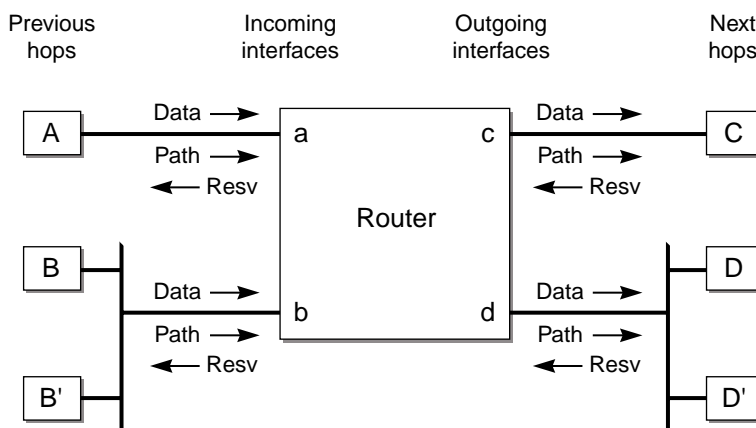 Previous
hops
Incoming
interfaces
Outgoing
interfaces
Next
hops
A
Data
Path
Resv
a
c
Data
Path
Resv
C
Router
B
B'
Data
Path
Resv
b
d
Data
Path
Resv
D
D'